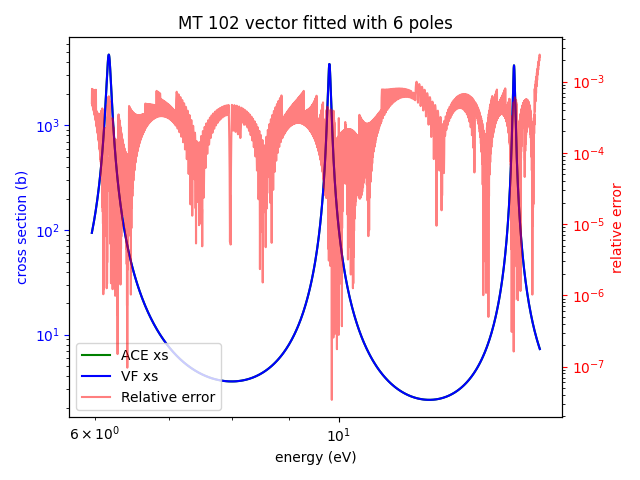 MT 102 vector fitted with 6 poles
cross section (b)
10³
10²
10¹
ACE xs
VF xs
Relative error
10⁻³
10⁻⁴
10⁻⁵
10⁻⁶
10⁻⁷
relative error
6 × 10⁰
10¹
energy (eV)